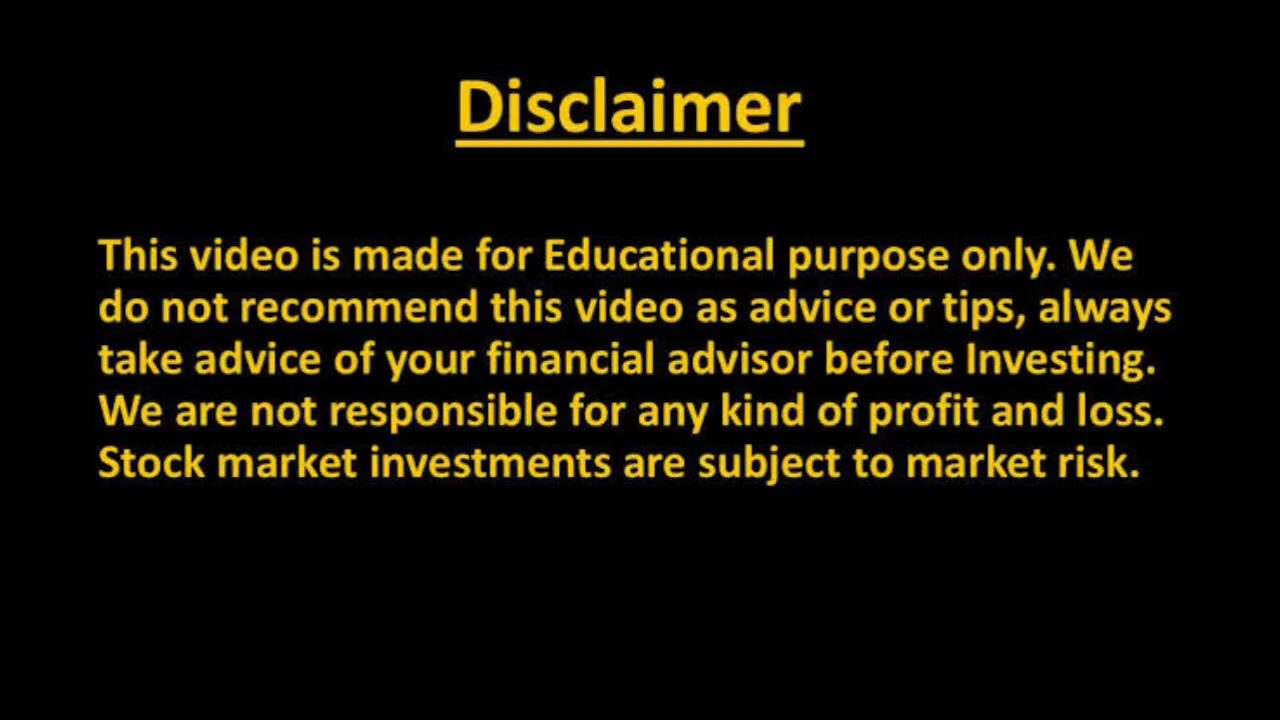 Disclaimer
This video is made for Educational purpose only. We
do not recommend this video as advice or tips, always
take advice of your financial advisor before Investing.
We are not responsible for any kind of profit and loss.
Stock market investments are subject to market risk.